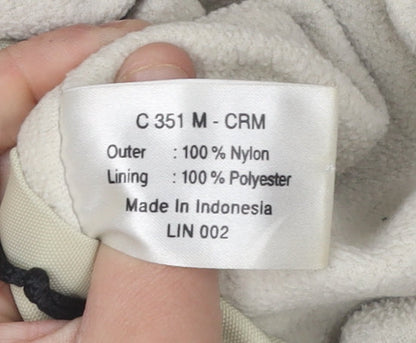 C 351 M - CRM
Outer : 100 % Nylon
Lining : 100 % Polyester
Made In Indonesia
LIN 002